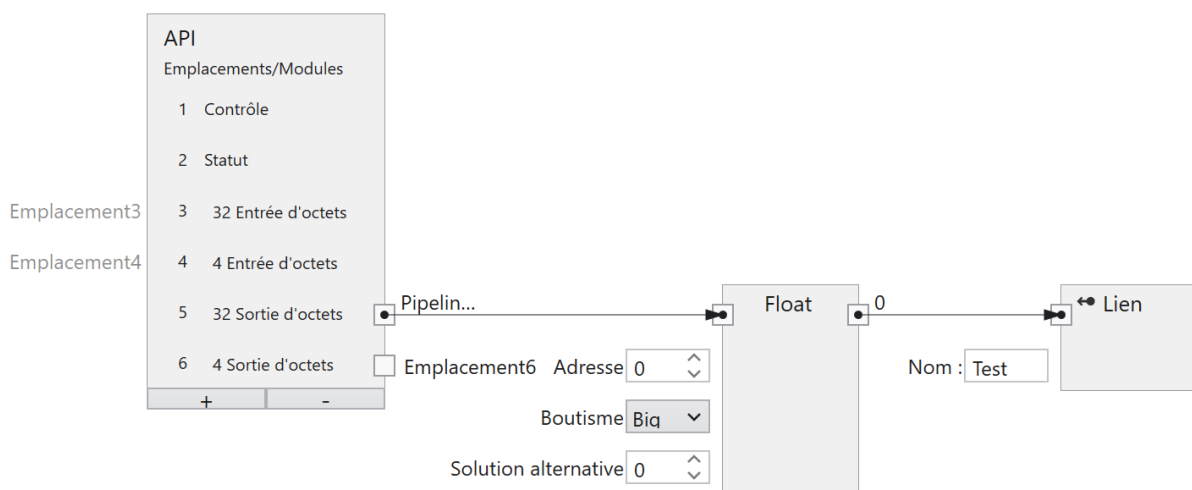 API
Emplacements/Modules
1 Contrôle
2 Statut
Emplacement3 3 32 Entrée d'octets
Emplacement4 4 4 Entrée d'octets
5 32 Sortie d'octets Pipelin... Float 0 Lien
6 4 Sortie d'octets Emplacement6 Adresse 0 Nom : Test
+ -
Boutisme Big
Solution alternative 0